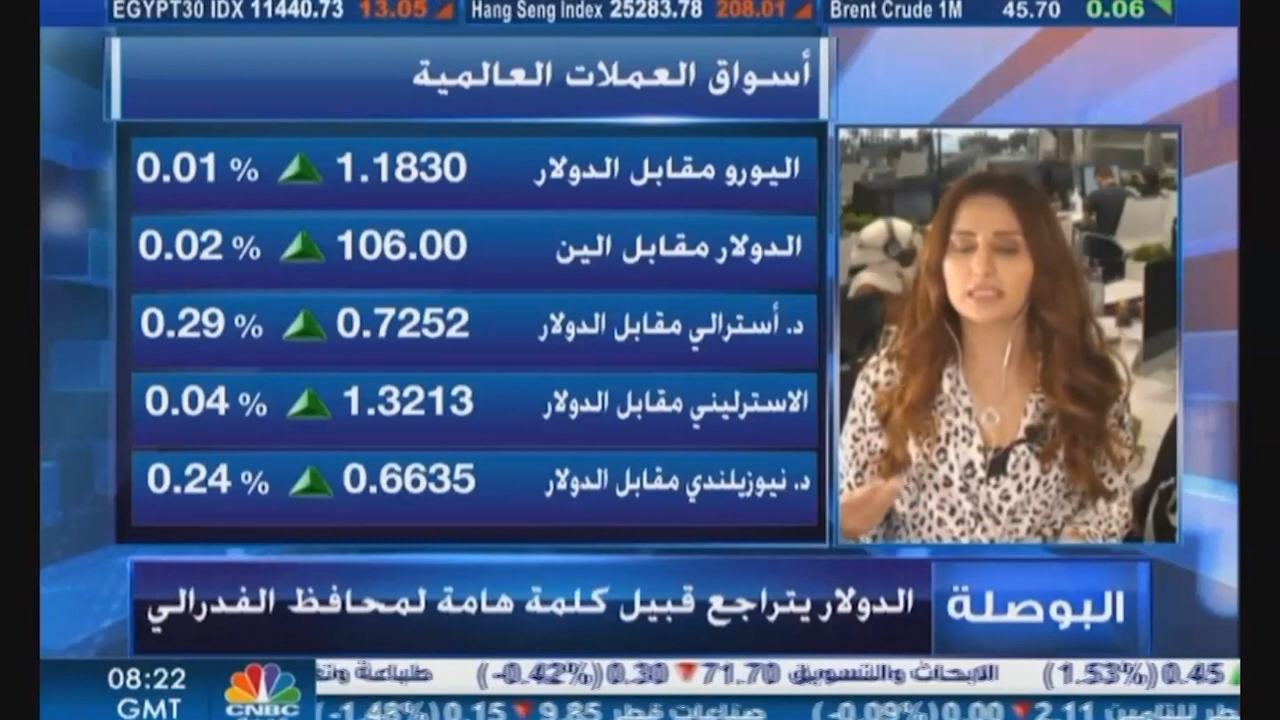 EGYPT30 IDX 11440.73 13.05 Hang Seng Index 25283.78 208.01 Brent Crude 1M 45.70 0.06
أسواق العملات العالمية
اليورو مقابل الدولار 1.1830 0.01 %
الدولار مقابل الين 106.00 0.02 %
د. أسترالي مقابل الدولار 0.7252 0.29 %
الاسترليني مقابل الدولار 1.3213 0.04 %
د. نيوزيلندي مقابل الدولار 0.6635 0.24 %
البوصلة
الدولار يتراجع قبيل كلمة هامة لمحافظ الفدرالي
0.45 (1.53%) الابحاث والتسويق 71.70 0.30 (-0.42%) طباعة
2.11 0.00 (-0.09%) صناعات قطر 9.85 0.15 (-1.48%)
08:22
GMT
CNBC